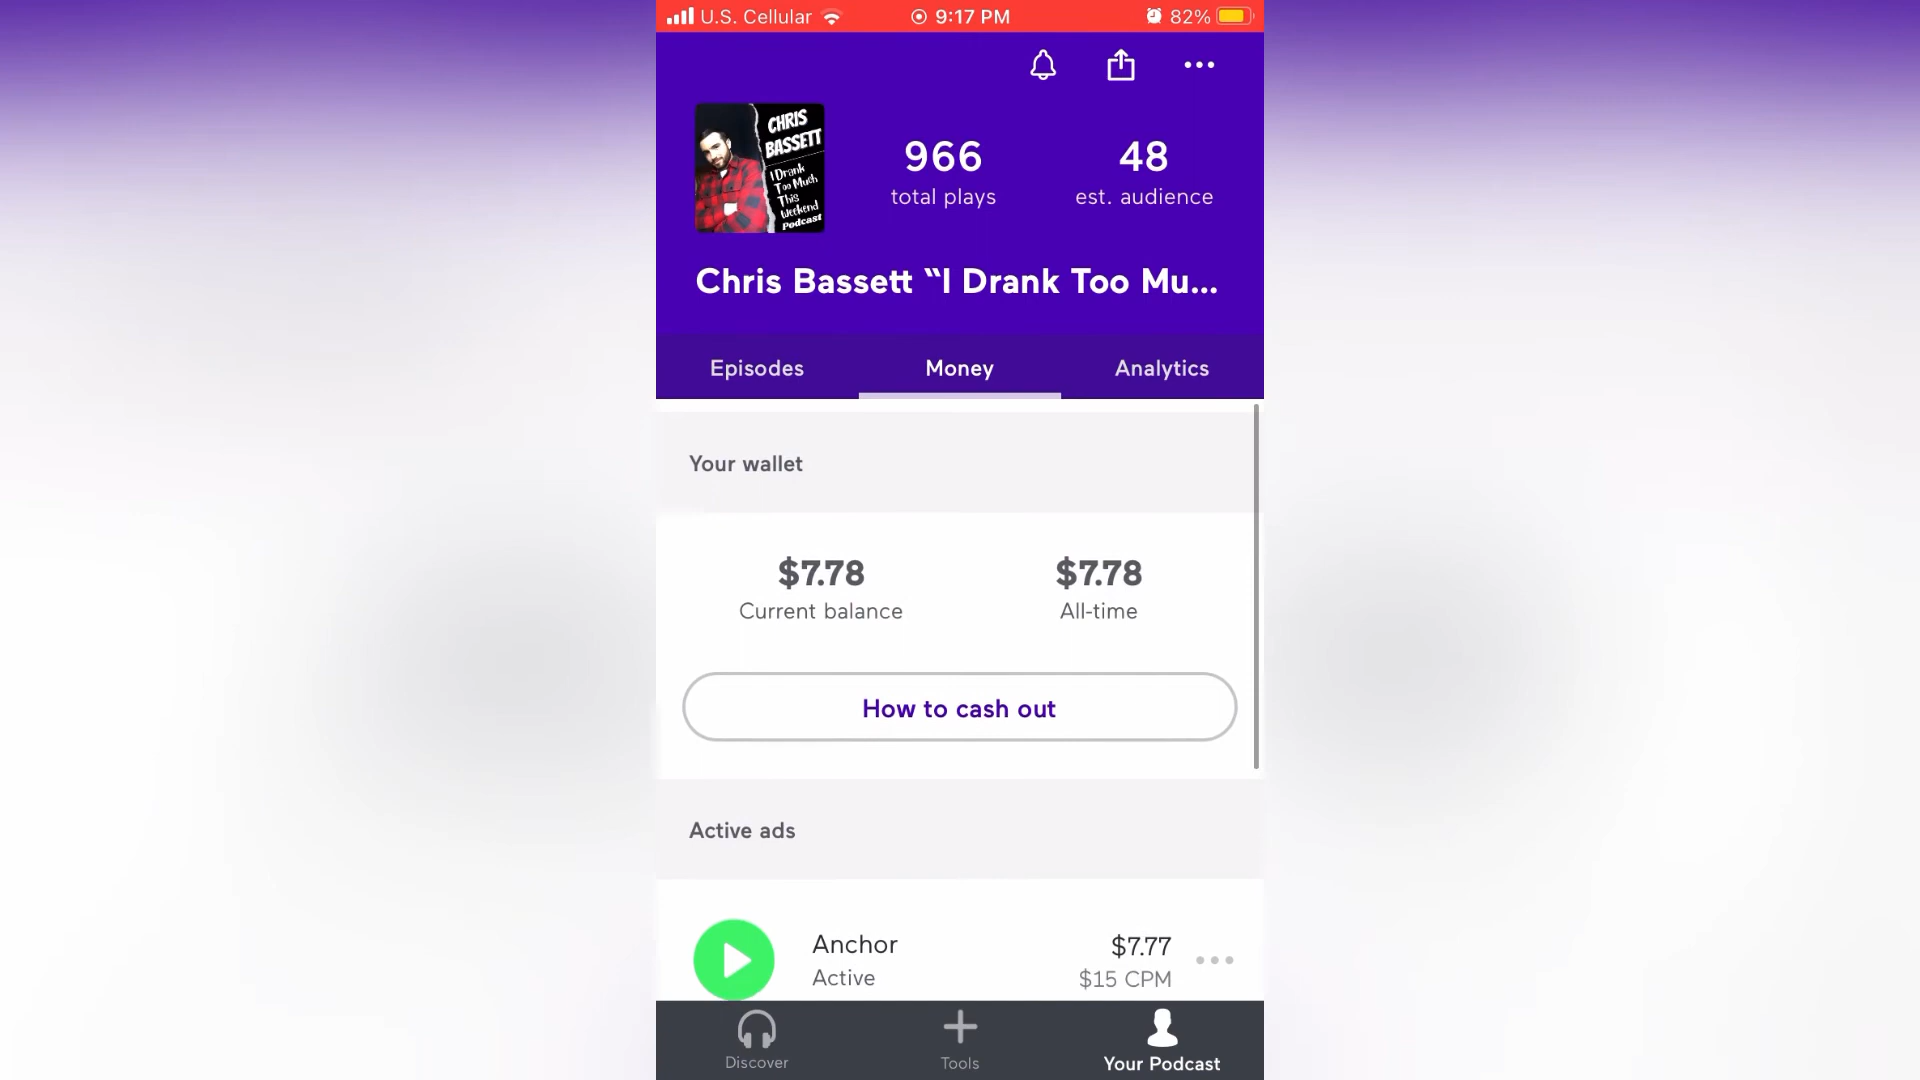 U.S. Cellular 9:17 PM 82%
CHRIS
BASSETT
I Drank
Too Much
This
Weekend
Podcast
966 48
total plays est. audience
Chris Bassett “I Drank Too Mu...
Episodes Money Analytics
Your wallet
$7.78 $7.78
Current balance All-time
How to cash out
Active ads
Anchor $7.77
Active $15 CPM
Discover Tools Your Podcast